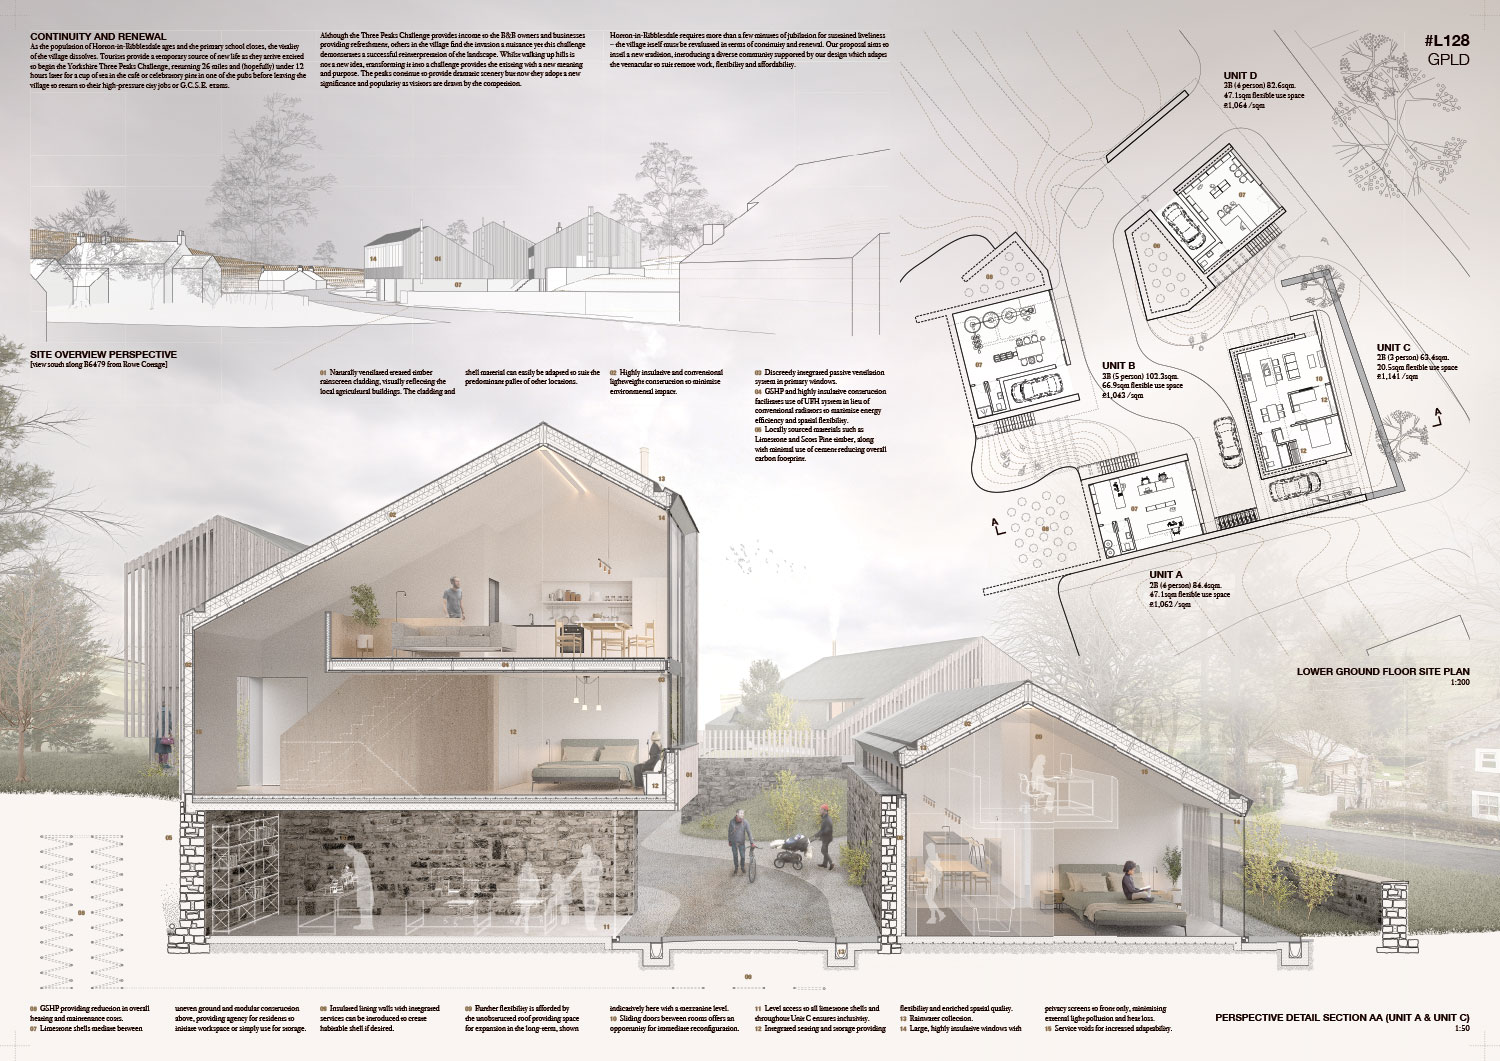 CONTINUITY AND RENEWAL
As the population of Horton-in-Ribblesdale ages and the primary school closes, the vitality
of the village dissolves. Tourists provide a temporary source of new life as they arrive excited
to begin the Yorkshire Three Peaks Challenge, returning 26 miles and (hopefully) under 12
hours later for a cup of tea in the café or celebratory pint in one of the pubs before leaving the
village to return to their high-pressure city jobs or G.C.S.E. exams.
Although the Three Peaks Challenge provides income to the B&B owners and businesses
providing refreshment, others in the village find the invasion a nuisance yet this challenge
demonstrates a successful reinterpretation of the landscape. Whilst walking up hills is
not a new idea, transforming it into a challenge provides the existing with a new meaning
and purpose. The peaks continue to provide dramatic scenery but now they adopt a new
significance and popularity as visitors are drawn by the competition.
Horton-in-Ribblesdale requires more than a few minutes of jubilation for sustained liveliness
– the village itself must be revaluated in terms of continuity and renewal. Our proposal aims to
instil a new tradition, introducing a diverse community supported by our design which adapts
the vernacular to suit remote work, flexibility and affordability.
#L128
GPLD
UNIT D
2B (4 person) 82.6sqm.
47.1sqm flexible use space
£1,064 /sqm
UNIT C
2B (3 person) 63.4sqm.
20.5sqm flexible use space
£1,141 /sqm
UNIT B
3B (5 person) 102.3sqm.
66.9sqm flexible use space
£1,043 /sqm
UNIT A
2B (4 person) 84.4sqm.
47.1sqm flexible use space
£1,062 /sqm
A
A
LOWER GROUND FLOOR SITE PLAN
1:200
SITE OVERVIEW PERSPECTIVE
[view south along B6479 from Rowe Cottage]
01 Naturally ventilated treated timber
rainscreen cladding, visually reflecting the
local agricultural buildings. The cladding and
shell material can easily be adapted to suit the
predominate pallet of other locations.
02 Highly insulative and conventional
lightweight construction to minimise
environmental impact.
03 Discreetly integrated passive ventilation
system in primary windows.
04 GSHP and highly insulative construction
facilitates use of UFH system in lieu of
conventional radiators to maximise energy
efficiency and spatial flexibility.
05 Locally sourced materials such as
Limestone and Scots Pine timber, along
with minimal use of cement reducing overall
carbon footprint.
06 GSHP providing reduction in overall
heating and maintenance costs.
07 Limestone shells mediate between
uneven ground and modular construction
above, providing agency for residents to
initiate workspace or simply use for storage.
08 Insulated lining walls with integrated
services can be introduced to create
habitable shell if desired.
09 Further flexibility is afforded by
the unobstructed roof providing space
for expansion in the long-term, shown
indicatively here with a mezzanine level.
10 Sliding doors between rooms offers an
opportunity for immediate reconfiguration.
11 Level access to all limestone shells and
throughout Unit C ensures inclusivity.
12 Integrated seating and storage providing
flexibility and enriched spatial quality.
13 Rainwater collection.
14 Large, highly insulative windows with
privacy screens to front only, minimising
external light pollution and heat loss.
15 Service voids for increased adaptability.
PERSPECTIVE DETAIL SECTION AA (UNIT A & UNIT C)
1:50